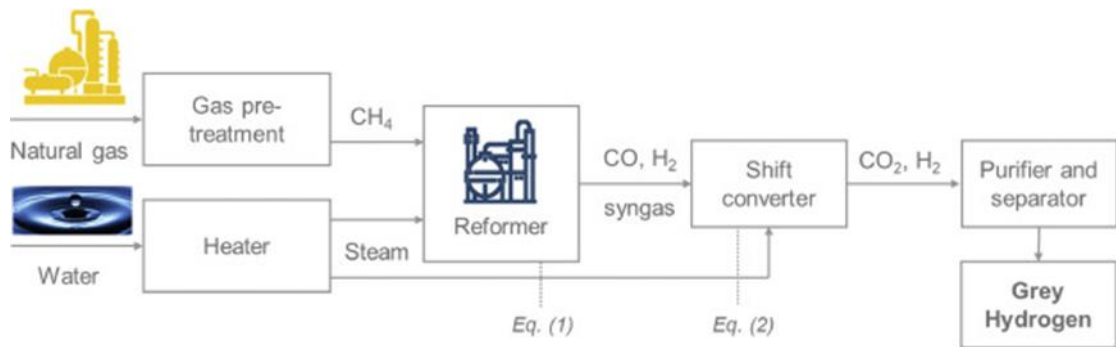 Natural gas
Gas pre-
treatment
CH₄
Water
Heater
Steam
Reformer
CO, H₂
syngas
Shift
converter
CO₂, H₂
Purifier and
separator
Grey
Hydrogen
Eq. (1)
Eq. (2)